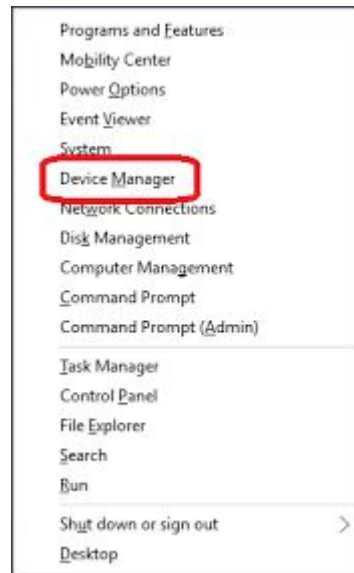 Programs and Features
Mobility Center
Power Options
Event Viewer
System
Device Manager
Network Connections
Disk Management
Computer Management
Command Prompt
Command Prompt (Admin)
Task Manager
Control Panel
File Explorer
Search
Run
Shut down or sign out
Desktop